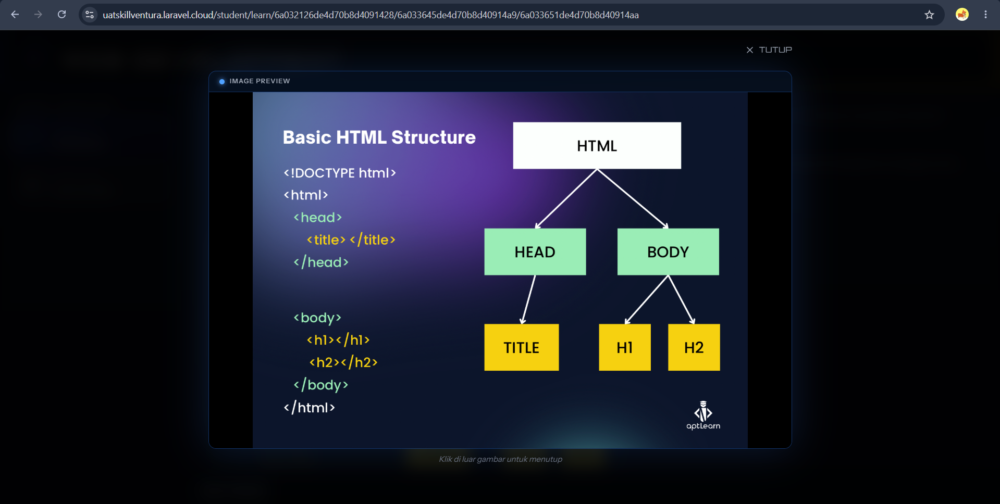 uatskillventura.laravel.cloud/student/learn/6a032126de4d70b8d4091428/6a033645de4d70b8d40914a9/6a033651de4d70b8d40914aa
TUTUP
IMAGE PREVIEW
Basic HTML Structure
<!DOCTYPE html>
<html>
<head>
<title> </title>
</head>
<body>
<h1></h1>
<h2></h2>
</body>
</html>
HTML
HEAD
BODY
TITLE
H1
H2
aptLearn
Klik di luar gambar untuk menutup